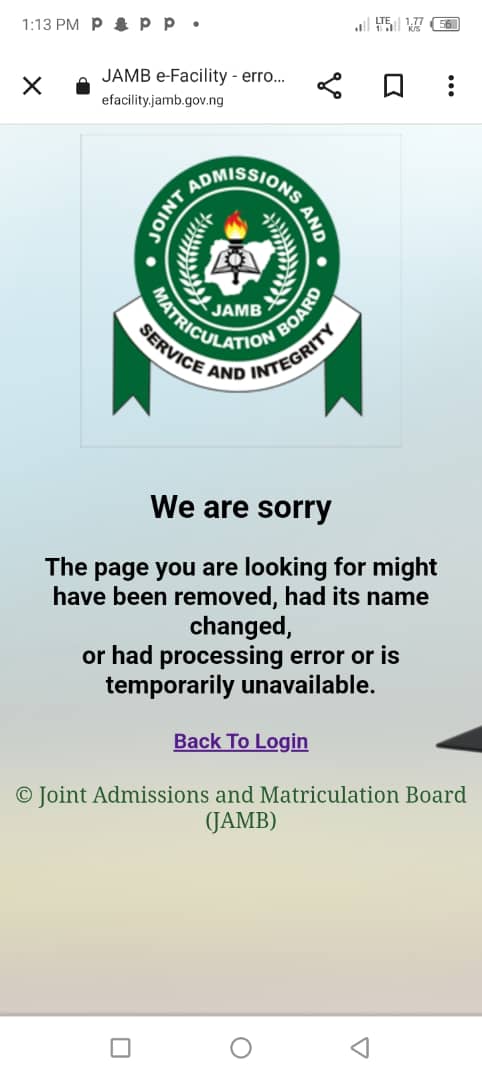 1:13 PM P P P •
LTE 1.77 K/S 56
JAMB e-Facility - erro...
efacility.jamb.gov.ng
JOINT ADMISSIONS AND
MATRICULATION BOARD
JAMB
SERVICE AND INTEGRITY
We are sorry
The page you are looking for might
have been removed, had its name
changed,
or had processing error or is
temporarily unavailable.
Back To Login
© Joint Admissions and Matriculation Board
(JAMB)